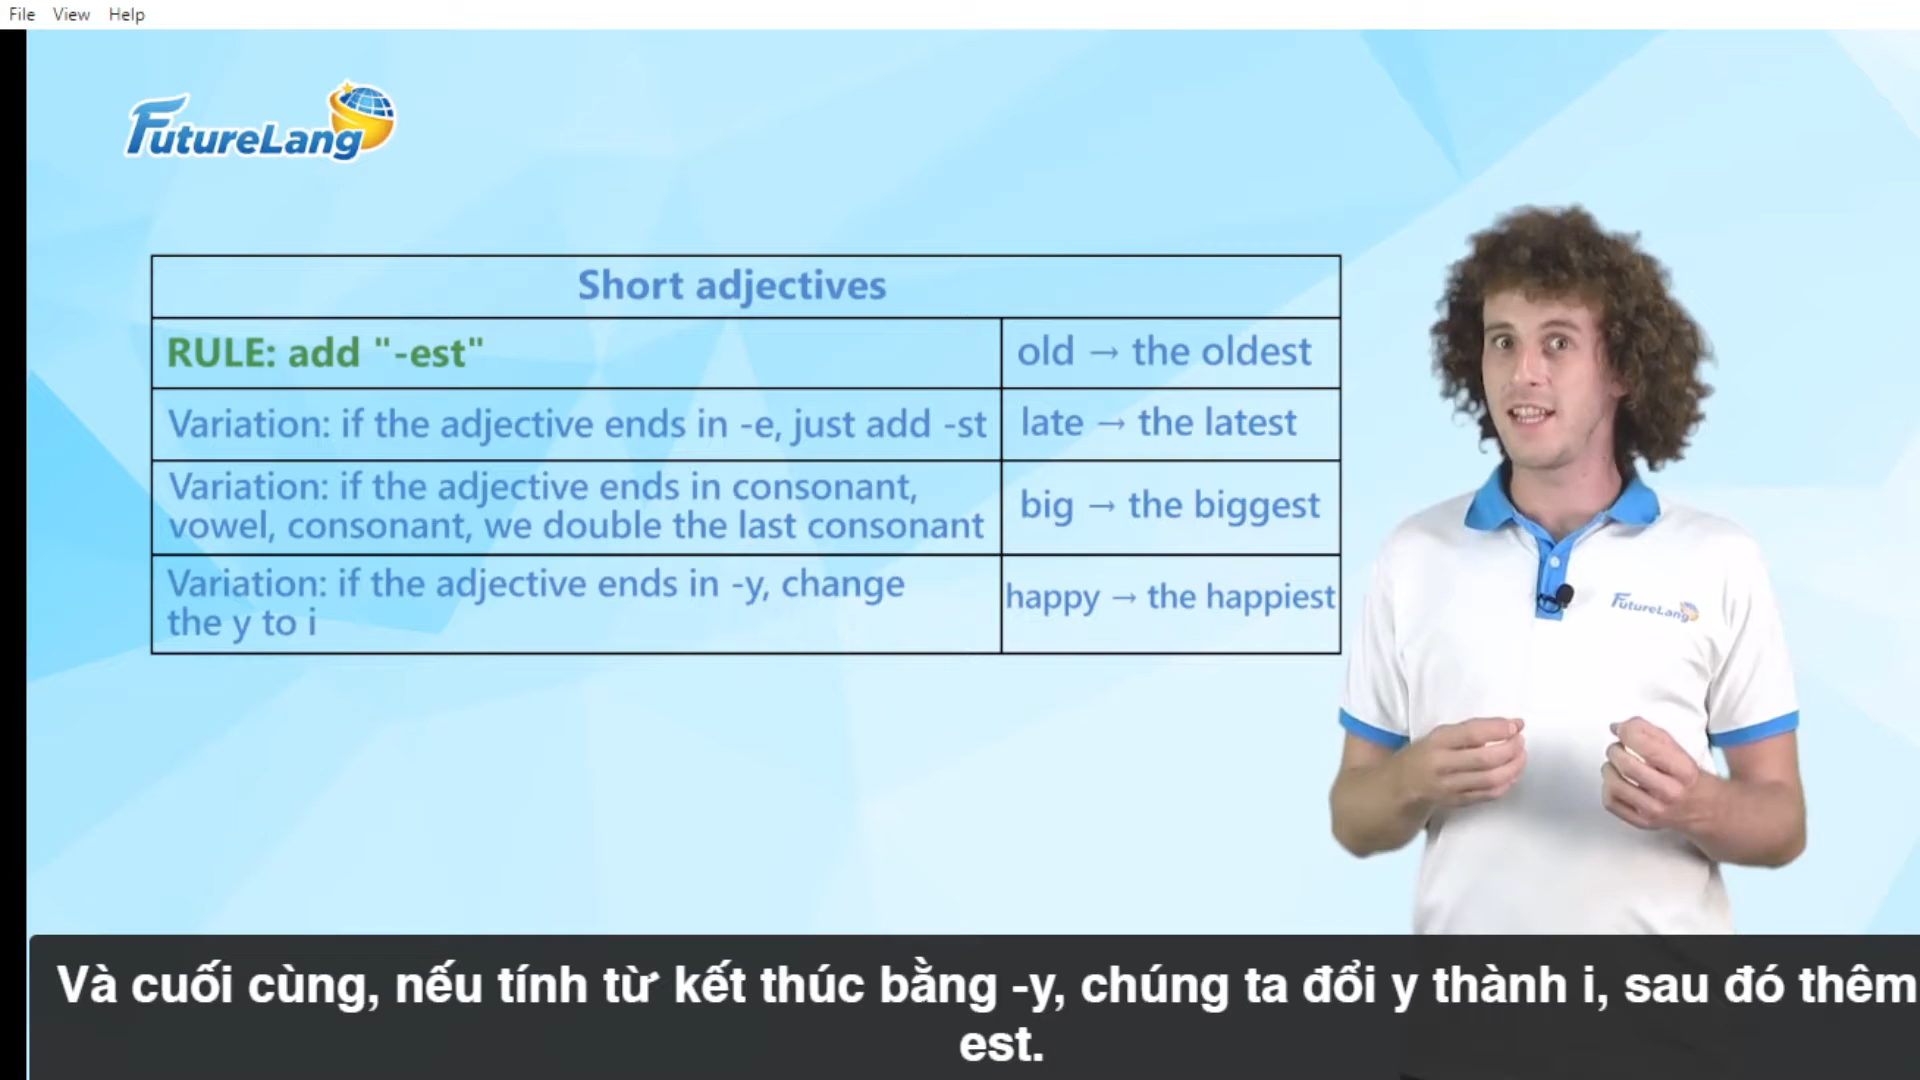 File View Help
FutureLang
Short adjectives
RULE: add "-est"
old → the oldest
Variation: if the adjective ends in -e, just add -st
late → the latest
Variation: if the adjective ends in consonant,
vowel, consonant, we double the last consonant
big → the biggest
Variation: if the adjective ends in -y, change
the y to i
happy → the happiest
FutureLang
Và cuối cùng, nếu tính từ kết thúc bằng -y, chúng ta đổi y thành i, sau đó thêm
est.